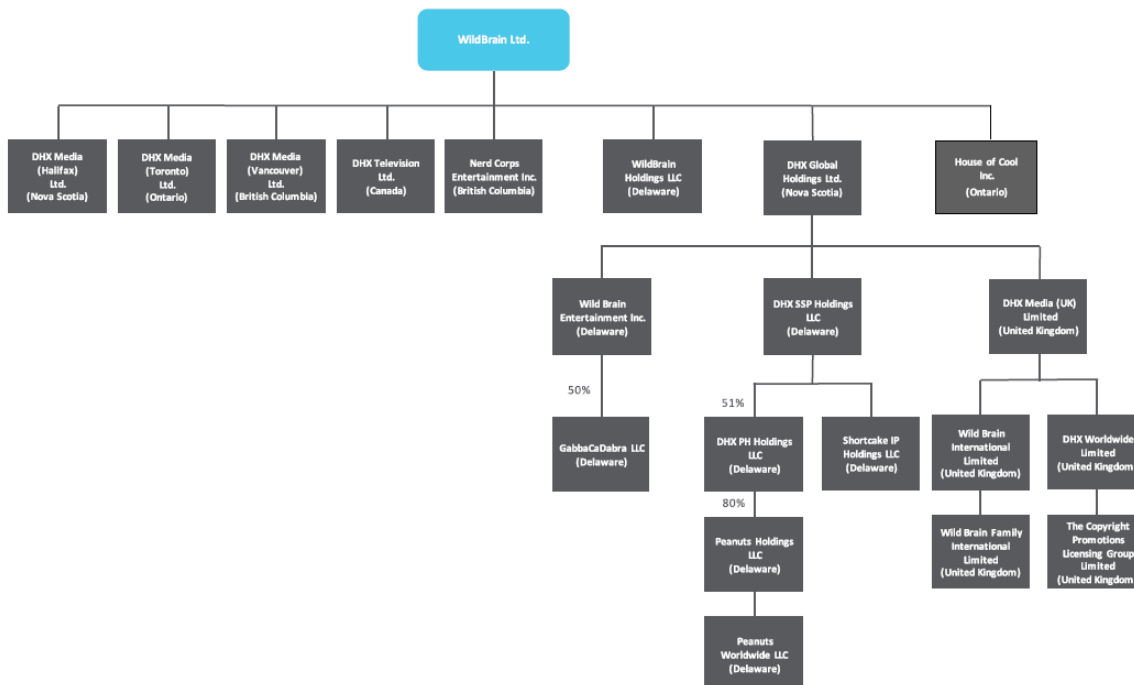 WildBrain Ltd.
DHX Media
(Halifax)
Ltd.
(Nova Scotia)
DHX Media
(Toronto)
Ltd.
(Ontario)
DHX Media
(Vancouver)
Ltd.
(British Columbia)
DHX Television
Ltd.
(Canada)
Nerd Corps
Entertainment Inc.
(British Columbia)
WildBrain
Holdings LLC
(Delaware)
DHX Global
Holdings Ltd.
(Nova Scotia)
House of Cool
Inc.
(Ontario)
Wild Brain
Entertainment Inc.
(Delaware)
DHX SSP Holdings
LLC
(Delaware)
DHX Media (UK)
Limited
(United Kingdom)
50%
51%
GabbaCaDabra LLC
(Delaware)
DHX PH Holdings
LLC
(Delaware)
Shortcake IP
Holdings LLC
(Delaware)
Wild Brain
International
Limited
(United Kingdom)
DHX Worldwide
Limited
(United Kingdom
80%
Peanuts Holdings
LLC
(Delaware)
Wild Brain Family
International
Limited
(United Kingdom)
The Copyright
Promotions
Licensing Group
Limited
(United Kingdom
Peanuts
Worldwide LLC
(Delaware)